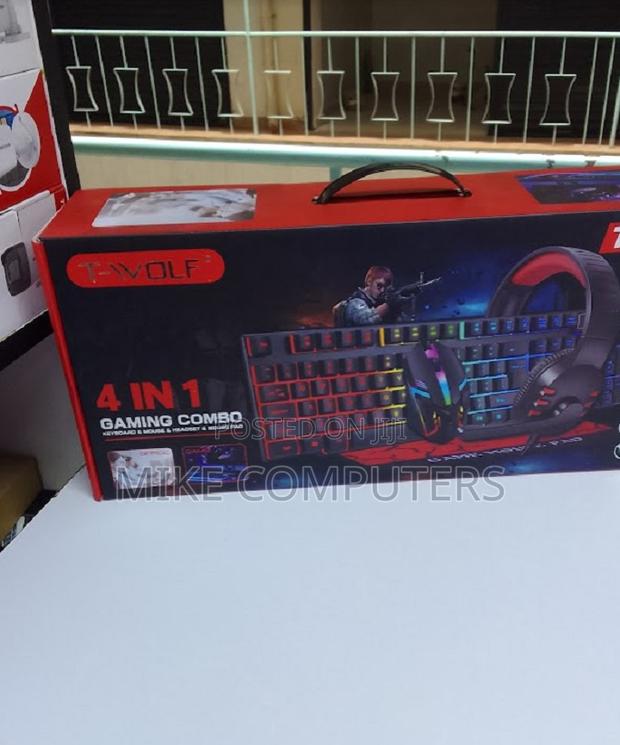 T-WOLF
4 IN 1
GAMING COMBO
KEYBOARD & MOUSE & HEADSET & MOUSE PAD
POSTED ON JIJI
MIKE COMPUTERS